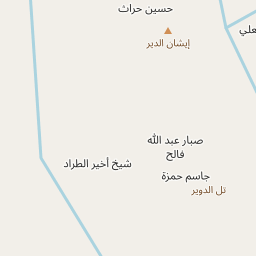 حسين حراث
علي
إيشان الدير
صبار عبد الله
فالح
شيخ أخير الطراد
جاسم حمزة
تل الدوير